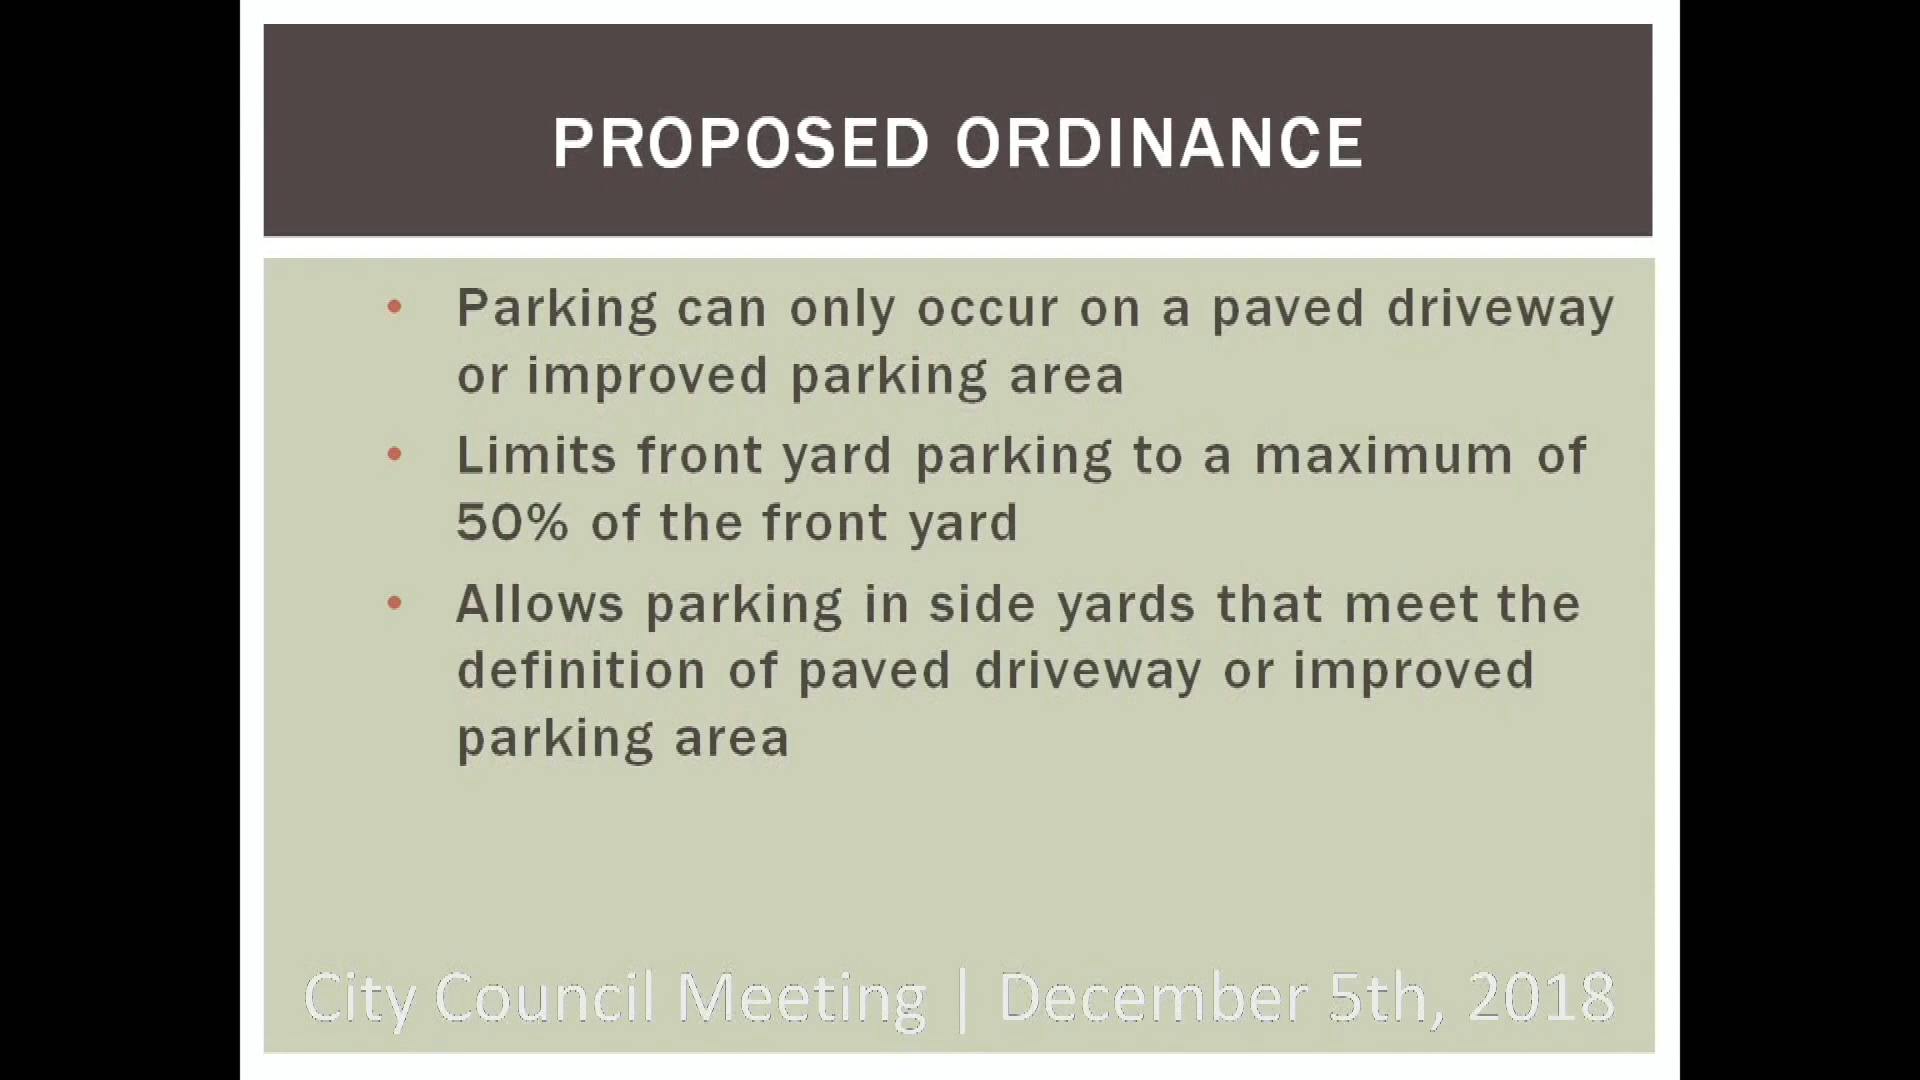 PROPOSED ORDINANCE
• Parking can only occur on a paved driveway
or improved parking area
• Limits front yard parking to a maximum of
50% of the front yard
• Allows parking in side yards that meet the
definition of paved driveway or improved
parking area
City Council Meeting | December 5th, 2018